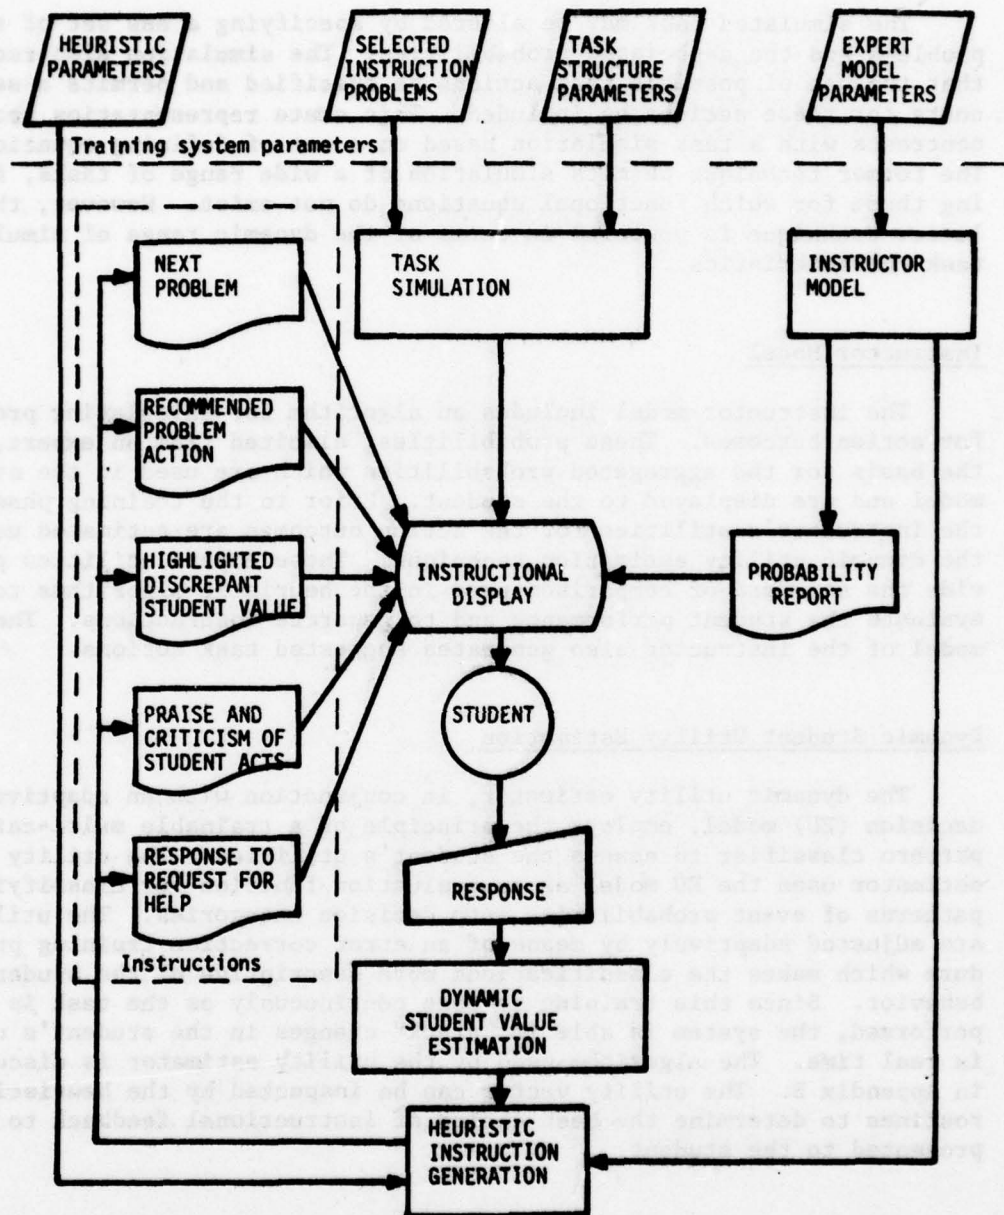 HEURISTIC
ROUTINES
SELECTED
INSTRUCTION
PROBLEMS
TASK
STRUCTURE
PARAMETERS
EXPERT
MODEL
PARAMETERS
Training system parameters
NEXT
PROBLEM
TASK
SIMULATION
INSTRUCTOR
MODEL
RECOMMENDED
PROBLEM
ACTION
HIGHLIGHTED
DISCREPANT
STUDENT VALUE
INSTRUCTIONAL
DISPLAY
PROBABILITY
REPORT
PRAISE AND
CRITICISM OF
STUDENT ACTS
STUDENT
RESPONSE TO
REQUEST FOR
HELP
RESPONSE
Instructions
DYNAMIC
STUDENT VALUE
ESTIMATION
HEURISTIC
INSTRUCTION
GENERATION